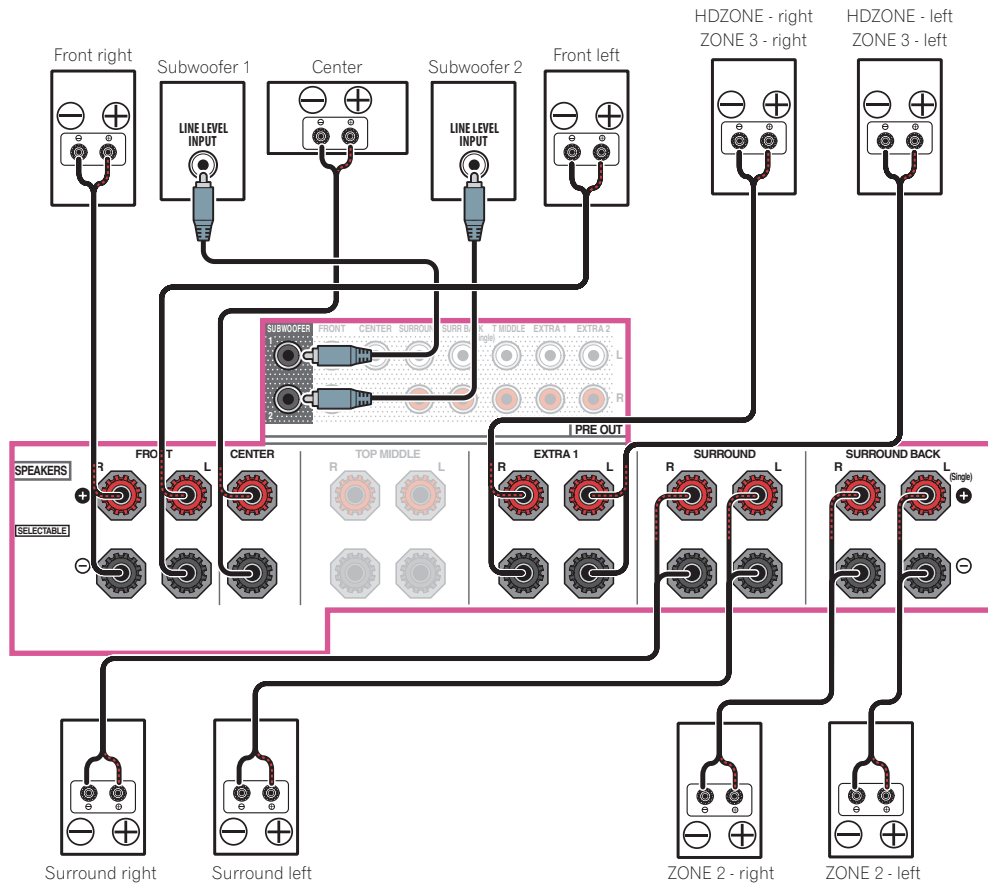 HDZONE - right
ZONE 3 - right
HDZONE - left
ZONE 3 - left
Front right
Subwoofer 1
Center
Subwoofer 2
Front left
LINE LEVEL
INPUT
LINE LEVEL
INPUT
SUBWOOFER
FRONT
CENTER
SURROUND
SURR BACK
T MIDDLE
EXTRA 1
EXTRA 2
1
L
2
R
PRE OUT
SPEAKERS
FRONT
R
L
CENTER
TOP MIDDLE
R
L
EXTRA 1
R
L
SURROUND
R
L
SURROUND BACK
R
L
(Single)
SELECTABLE
Surround right
Surround left
ZONE 2 - right
ZONE 2 - left